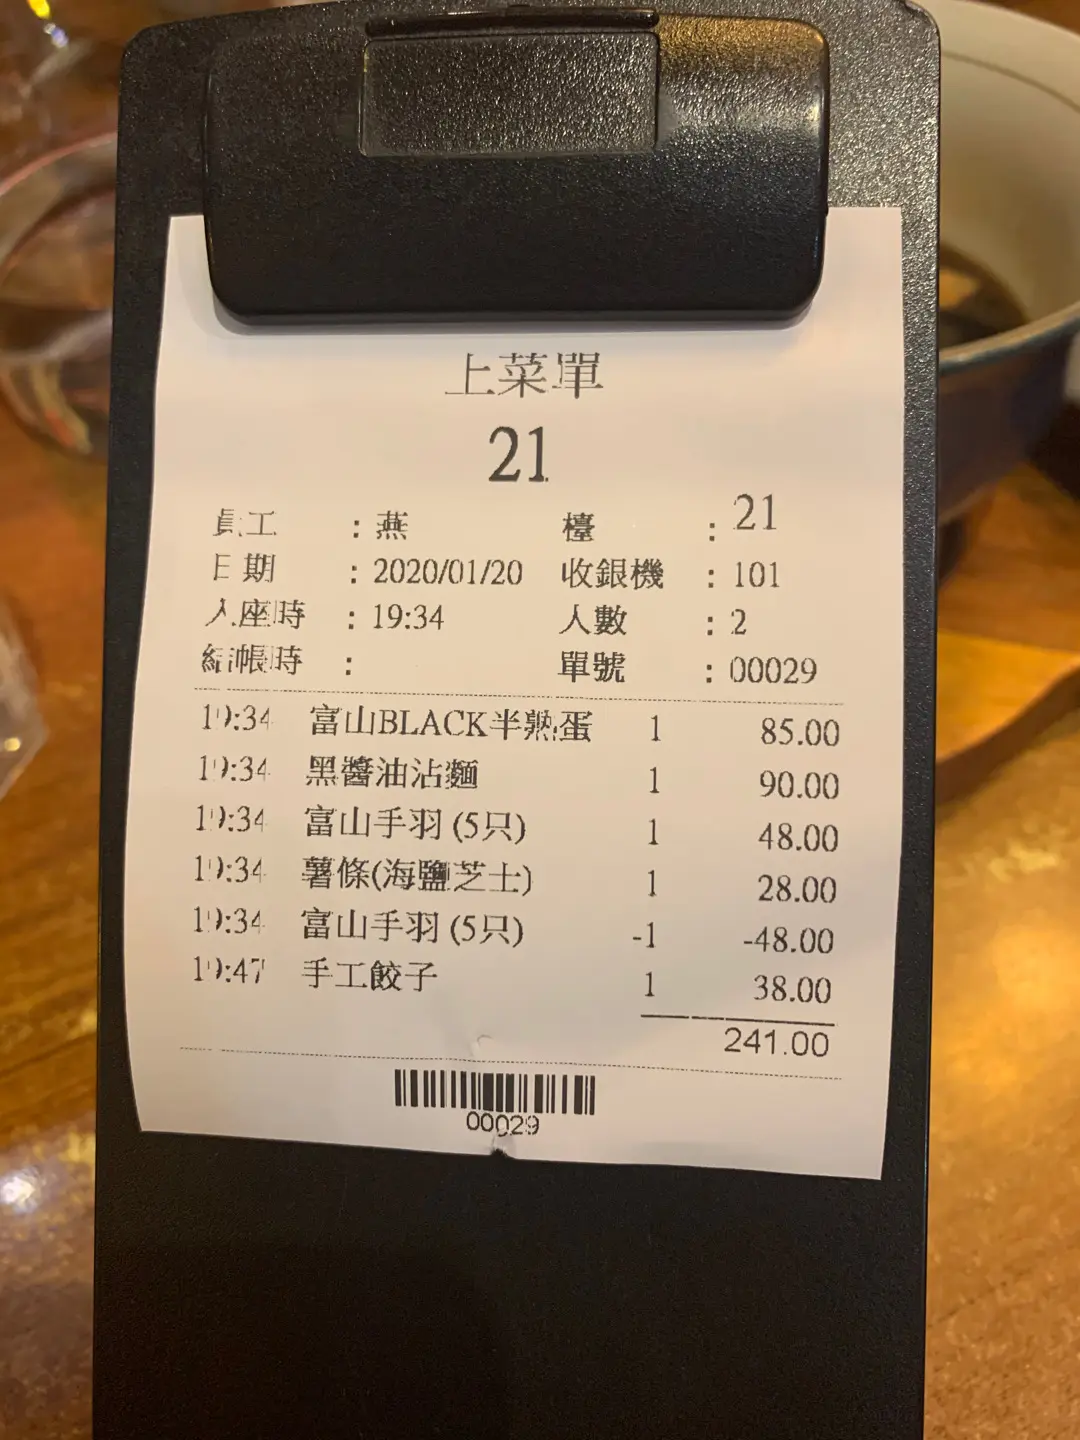 上菜單
21
員工 : 燕 檯 : 21
日期 : 2020/01/20 收銀機 : 101
入座時 : 19:34 人數 : 2
結帳時 : 單號 : 00029
19:34 富山BLACK半熟蛋 1 85.00
19:34 黑醬油沾麵 1 90.00
19:34 富山手羽 (5只) 1 48.00
19:34 薯條(海鹽芝士) 1 28.00
19:34 富山手羽 (5只) -1 -48.00
19:47 手工餃子 1 38.00
241.00
00029